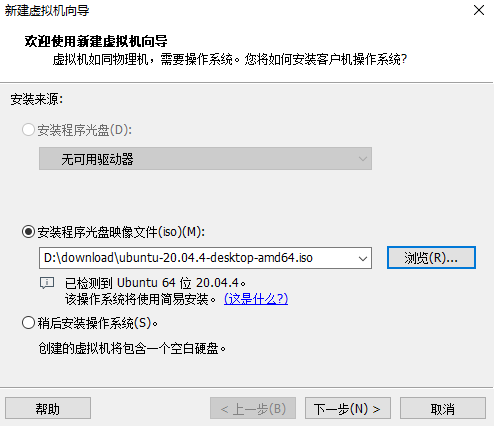 新建虚拟机向导
欢迎使用新建虚拟机向导
虚拟机如同物理机，需要操作系统。您将如何安装客户机操作系统?
安装来源:
安装程序光盘(D):
无可用驱动器
安装程序光盘映像文件(iso)(M):
D:\download\ubuntu-20.04.4-desktop-amd64.iso
浏览(R)...
已检测到 Ubuntu 64 位 20.04.4。
该操作系统将使用简易安装。 (这是什么?)
稍后安装操作系统(S)。
创建的虚拟机将包含一个空白硬盘。
帮助
< 上一步(B)
下一步(N) >
取消